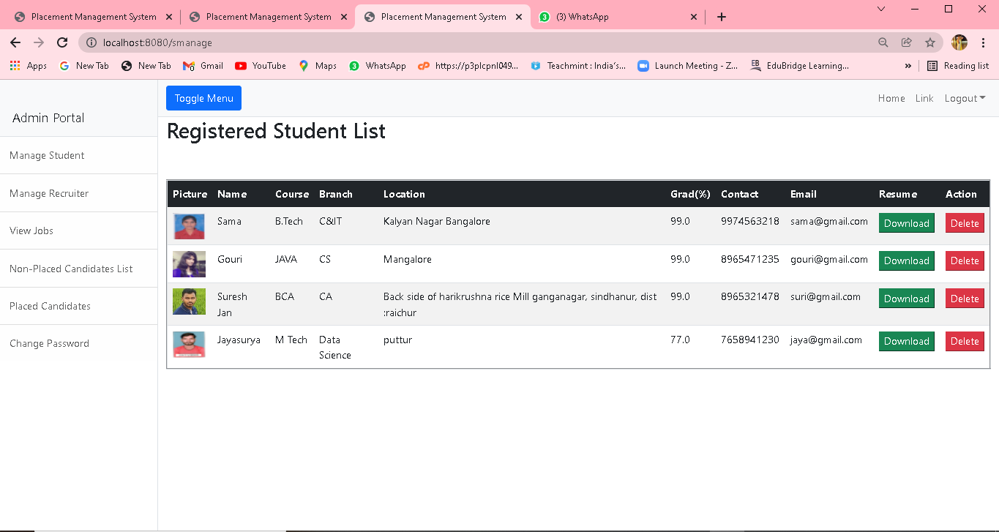 Placement Management System
Placement Management System
Placement Management System
3 (3) WhatsApp
localhost:8080/smanage
Apps
New Tab
New Tab
Gmail
YouTube
Maps
3 WhatsApp
https://p3plcpnl049...
Teachmint : India's...
Launch Meeting - Z...
EB EduBridge Learning...
»
Reading list
Admin Portal
Manage Student
Manage Recruiter
View Jobs
Non-Placed Candidates List
Placed Candidates
Change Password
Toggle Menu
Home Link Logout
Registered Student List
Picture Name Course Branch Location Grad(%) Contact Email Resume Action
Sama B.Tech C&IT Kalyan Nagar Bangalore 99.0 9974563218 sama@gmail.com Download Delete
Gouri JAVA CS Mangalore 99.0 8965471235 gouri@gmail.com Download Delete
Suresh BCA CA Back side of harikrushna rice Mill ganganagar, sindhanur, dist 99.0 8965321478 suri@gmail.com Download Delete
Jan :raichur
Jayasurya M Tech Data puttur 77.0 7658941230 jaya@gmail.com Download Delete
Science